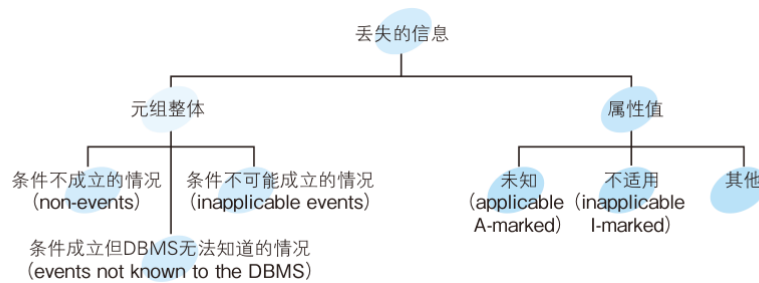 丢失的信息
元组整体
属性值
条件不成立的情况
(non-events)
条件不可能成立的情况
(inapplicable events)
条件成立但DBMS无法知道的情况
(events not known to the DBMS)
未知
(applicable
A-marked)
不适用
(inapplicable
I-marked)
其他